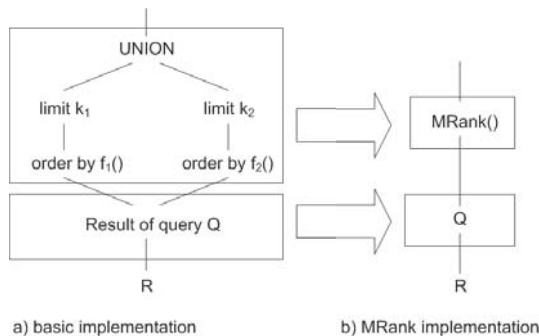 UNION
limit k₁
limit k₂
order by f₁()
order by f₂()
Result of query Q
R
a) basic implementation
MRank()
Q
R
b) MRank implementation